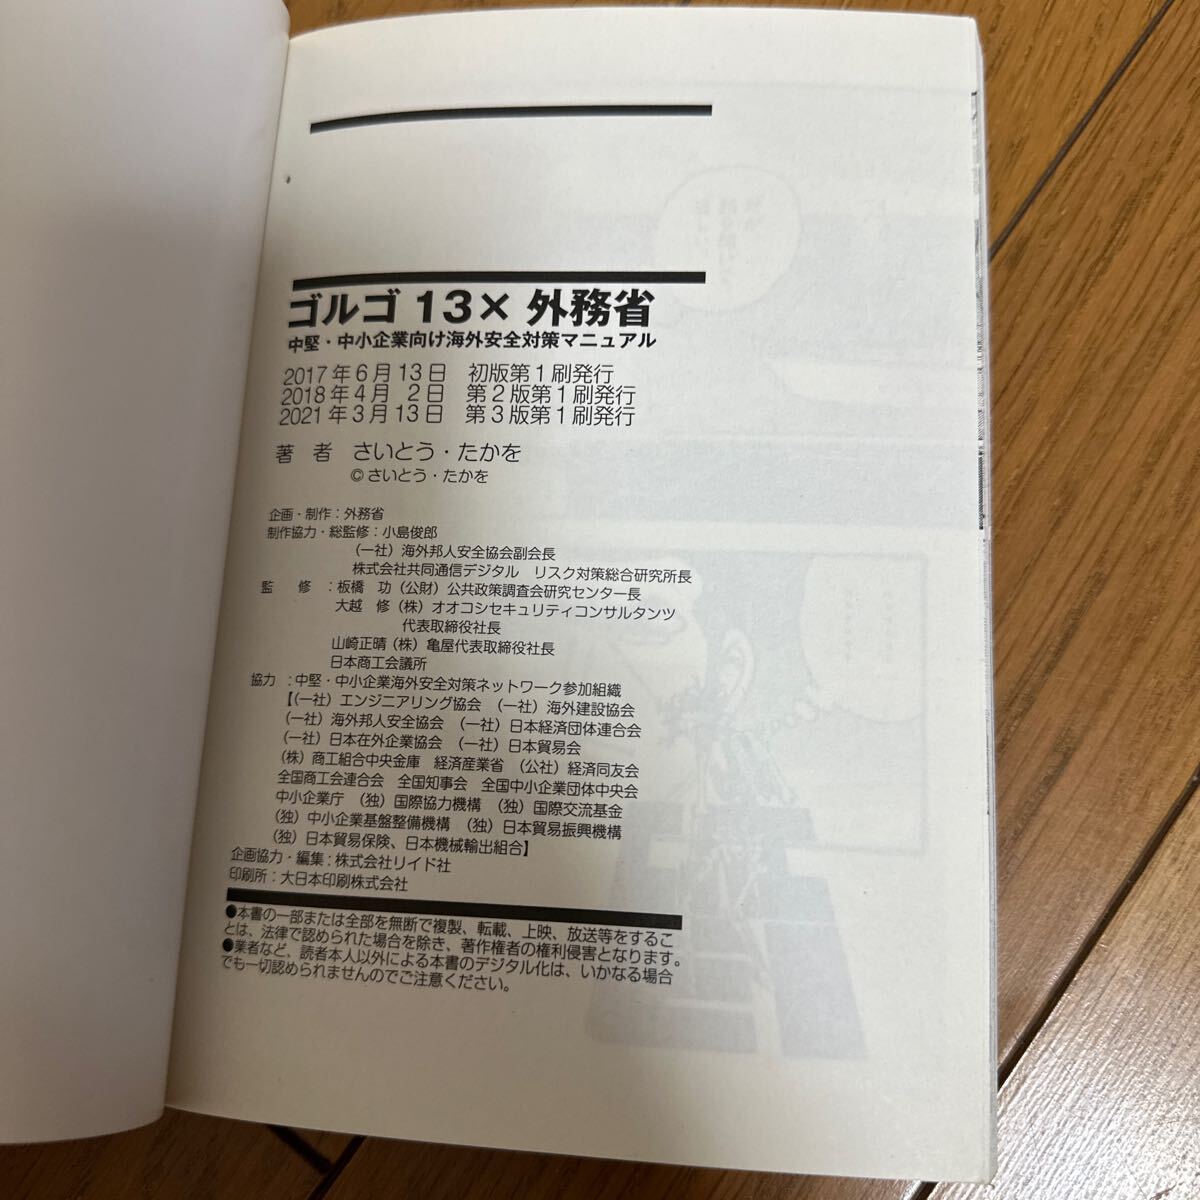 ゴルゴ13×外務省
中堅・中小企業向け海外安全対策マニュアル
2017年6月13日 初版第1刷発行
2018年4月 2日 第2版第1刷発行
2021年3月13日 第3版第1刷発行
著 者 さいとう・たかを
©さいとう・たかを
企画・制作：外務省
制作協力・総監修：小島俊郎
（一社）海外邦人安全協会副会長
株式会社共同通信デジタル リスク対策総合研究所長
監 修：板橋 功（公財）公共政策調査会研究センター長
大越 修（株）オオコシセキュリティコンサルタンツ
代表取締役社長
山崎正晴（株）亀屋代表取締役社長
日本商工会議所
協力：中堅・中小企業海外安全対策ネットワーク参加組織
【（一社）エンジニアリング協会 （一社）海外建設協会
（一社）海外邦人安全協会 （一社）日本経済団体連合会
（一社）日本在外企業協会 （一社）日本貿易会
（株）商工組合中央金庫 経済産業省 （公社）経済同友会
全国商工会連合会 全国知事会 全国中小企業団体中央会
中小企業庁（独）国際協力機構（独）国際交流基金
（独）中小企業基盤整備機構（独）日本貿易振興機構
（独）日本貿易保険、日本機械輸出組合】
企画協力・編集：株式会社リイド社
印刷所：大日本印刷株式会社
●本書の一部または全部を無断で複製、転載、上映、放送等をするこ
とは、法律で認められた場合を除き、著作権者の権利侵害となります。
●業者など、読者本人以外による本書のデジタル化は、いかなる場合
でも一切認められませんのでご注意ください。